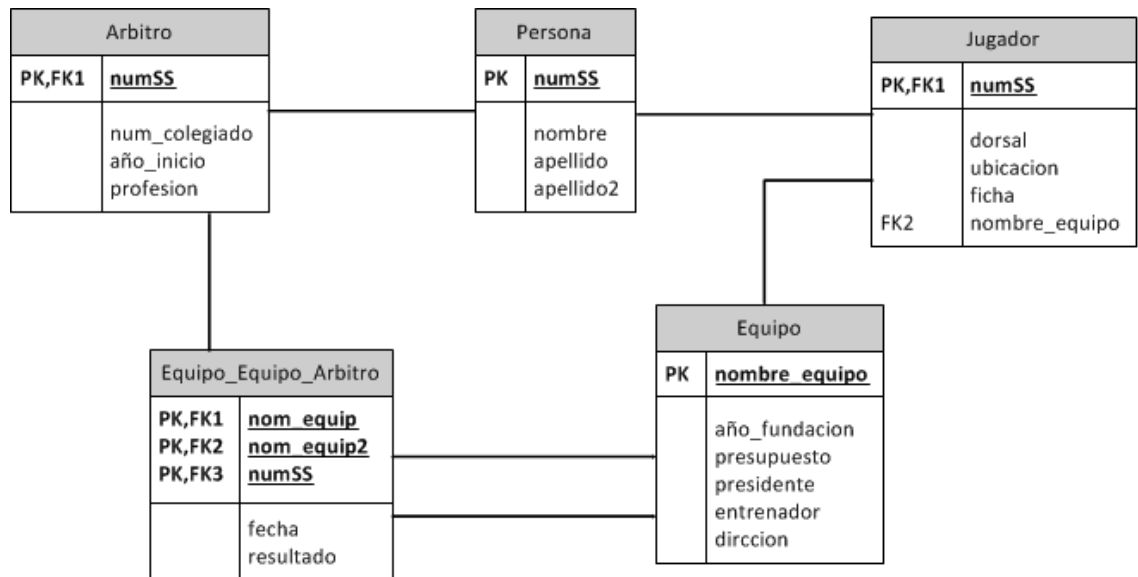 Arbitro
PK,FK1 numSS
num_colegiado
año_inicio
profesion
Persona
PK numSS
nombre
apellido
apellido2
Jugador
PK,FK1 numSS
dorsal
ubicacion
ficha
FK2 nombre_equipo
Equipo_Equipo_Arbitro
PK,FK1 nom_equip
PK,FK2 nom_equip2
PK,FK3 numSS
fecha
resultado
Equipo
PK nombre_equipo
año_fundacion
presupuesto
presidente
entrenador
dirccion